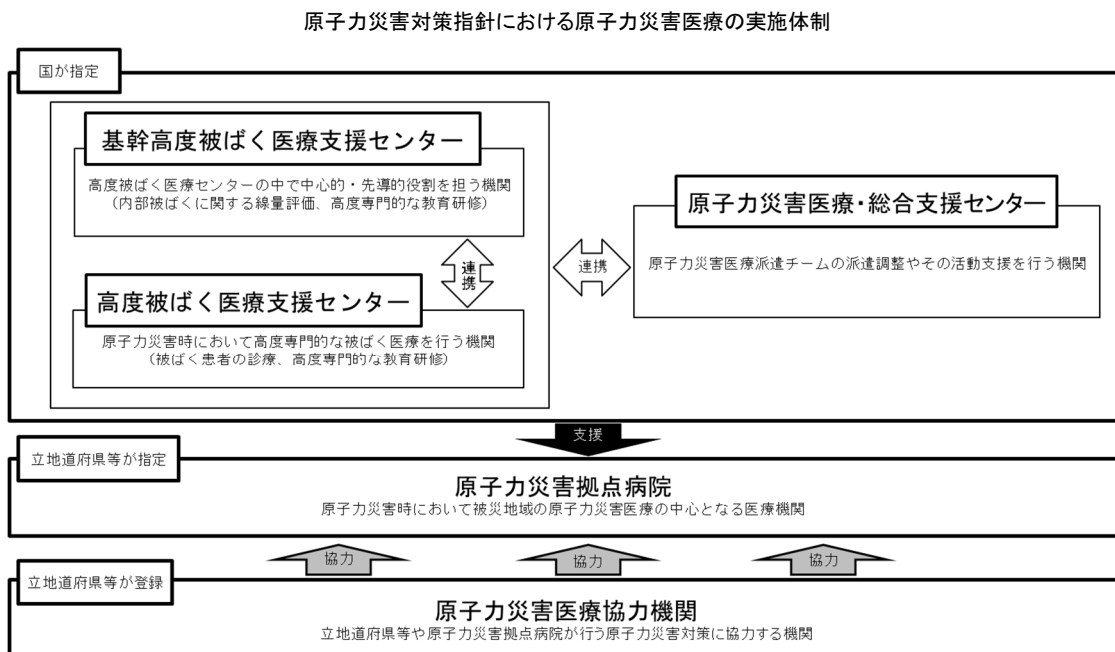 原子力災害対策指針における原子力災害医療の実施体制
国が指定
基幹高度被ばく医療支援センター
高度被ばく医療センターの中で中心的・先導的役割を担う機関
(内部被ばくに関する線量評価、高度専門的な教育研修)
連携
高度被ばく医療支援センター
原子力災害時において高度専門的な被ばく医療を行う機関
(被ばく患者の診療、高度専門的な教育研修)
連携
原子力災害医療・総合支援センター
原子力災害医療派遣チームの派遣調整やその活動支援を行う機関
支援
立地道府県等が指定
原子力災害拠点病院
原子力災害時において被災地域の原子力災害医療の中心となる医療機関
協力
協力
協力
立地道府県等が登録
原子力災害医療協力機関
立地道府県等や原子力災害拠点病院が行う原子力災害対策に協力する機関